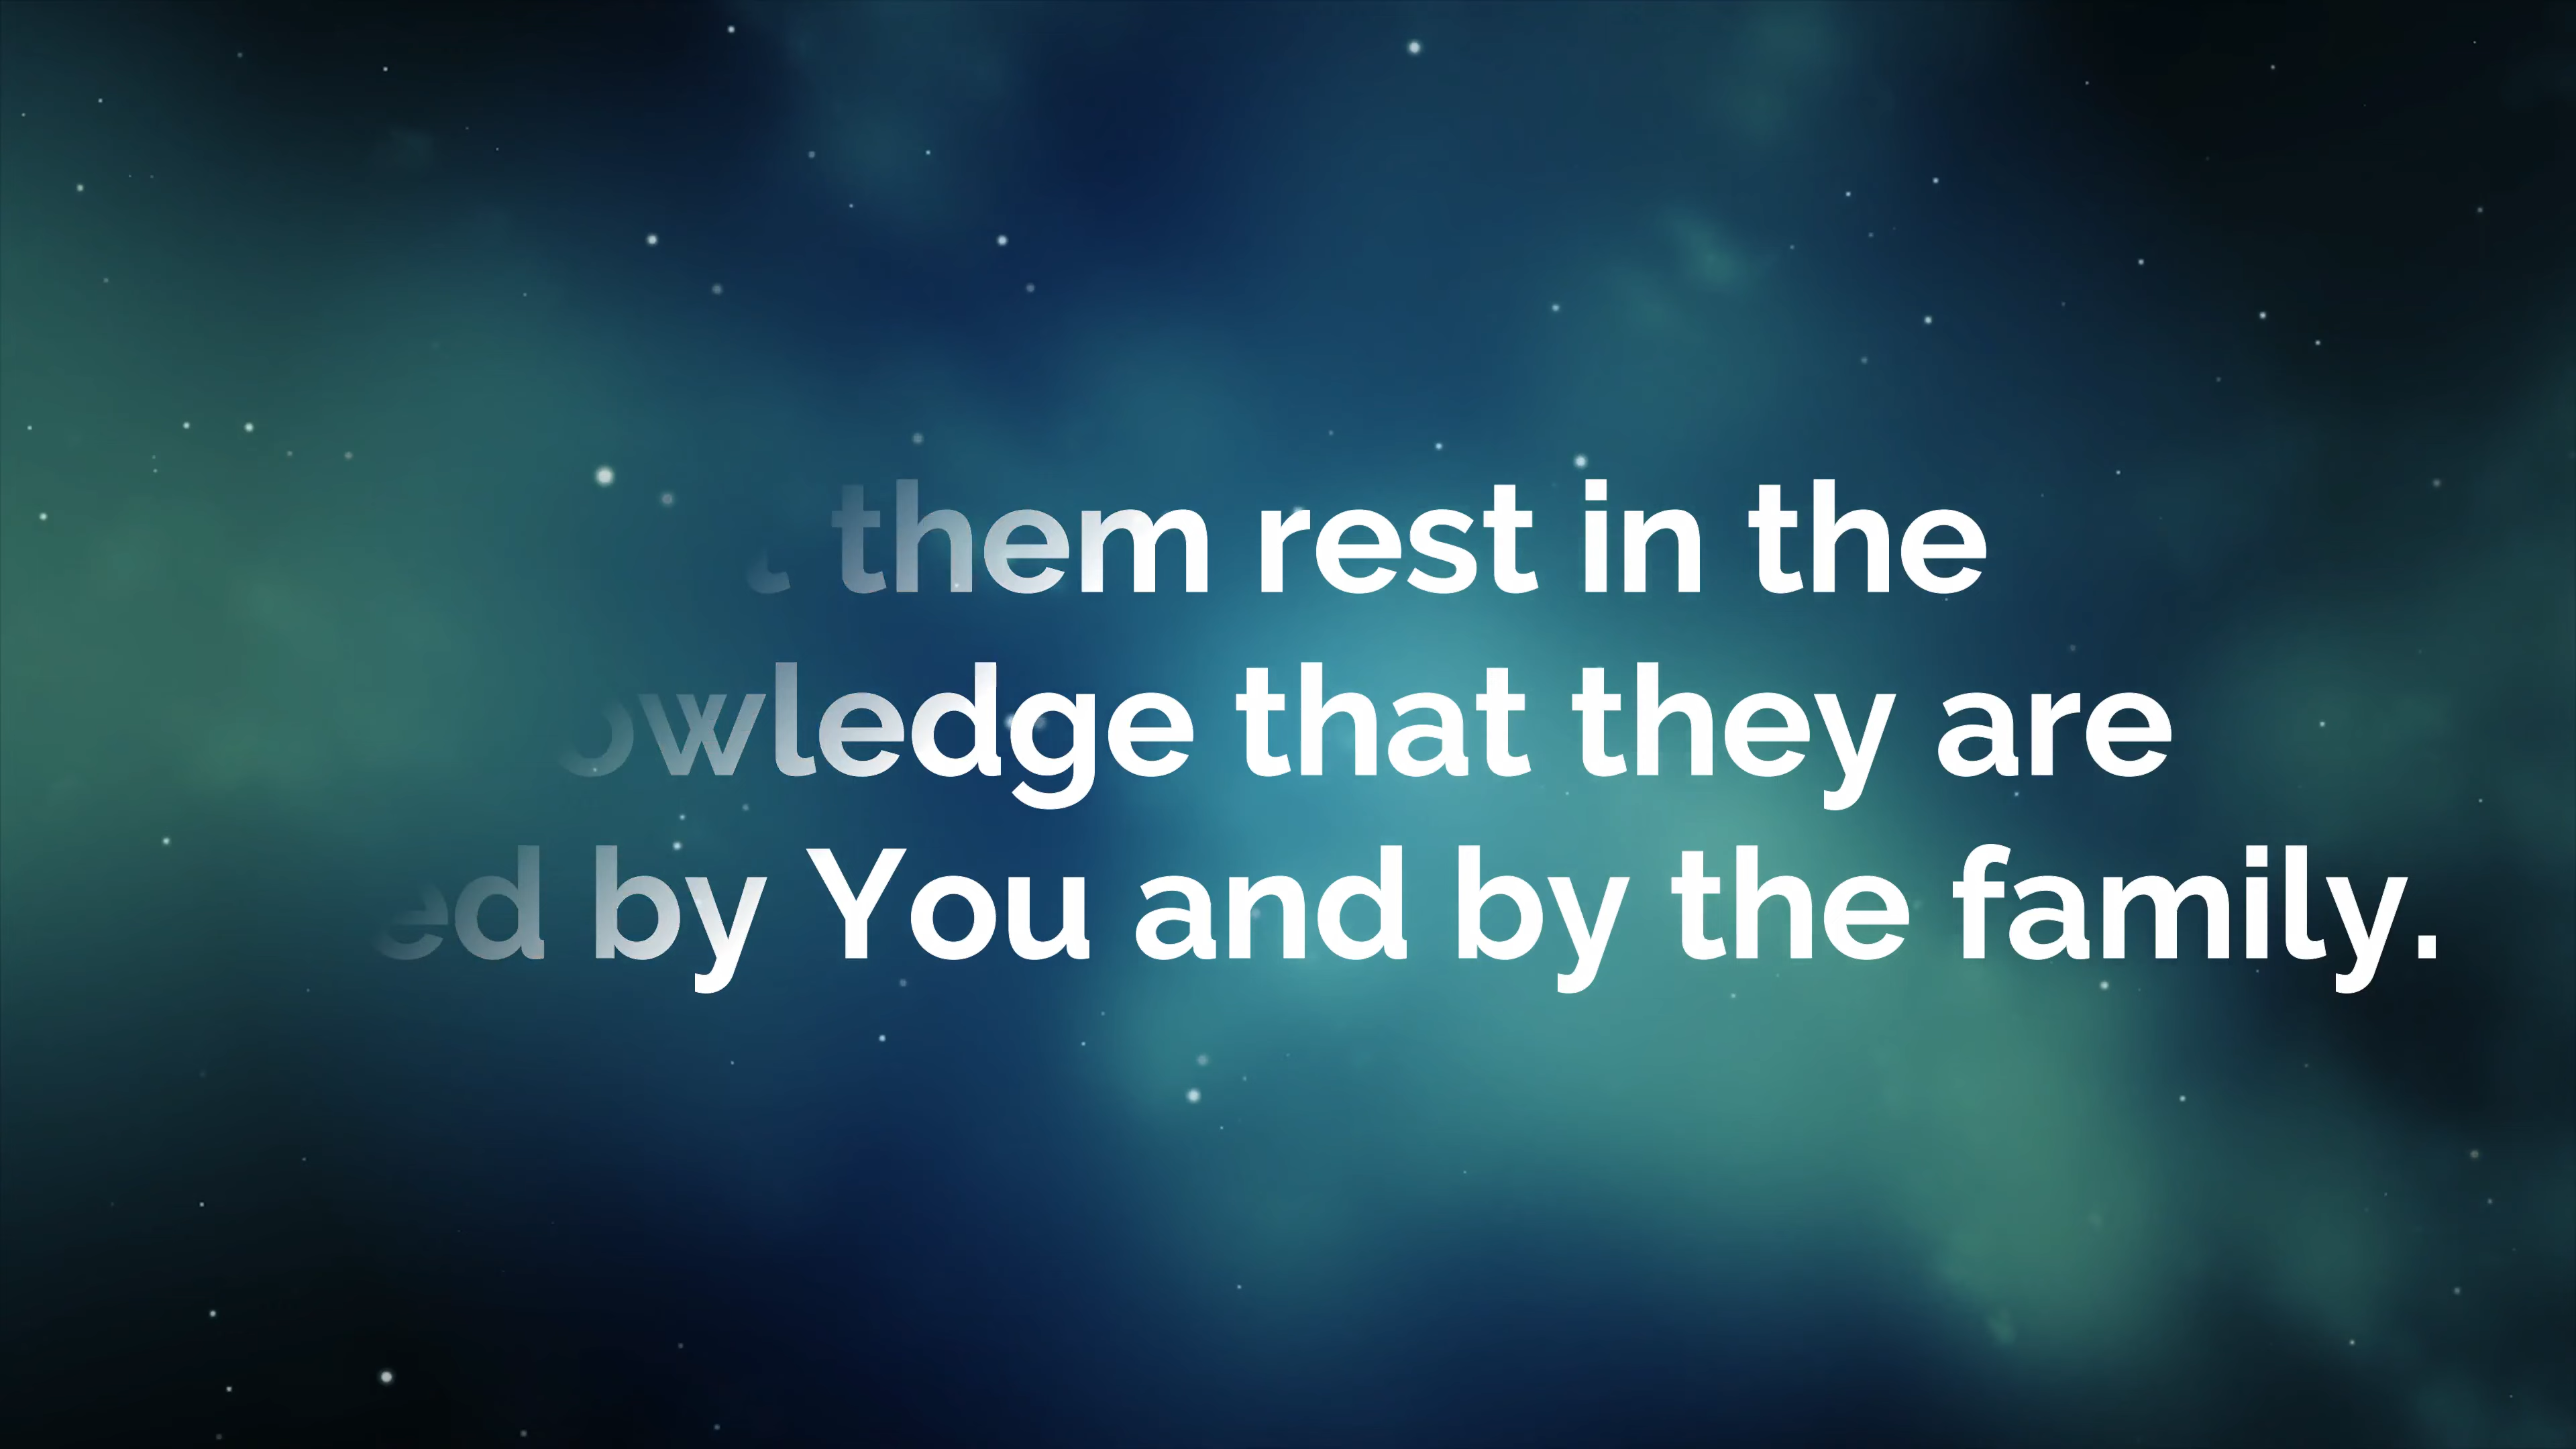 them rest in the
owledge that they are
ed by You and by the family.